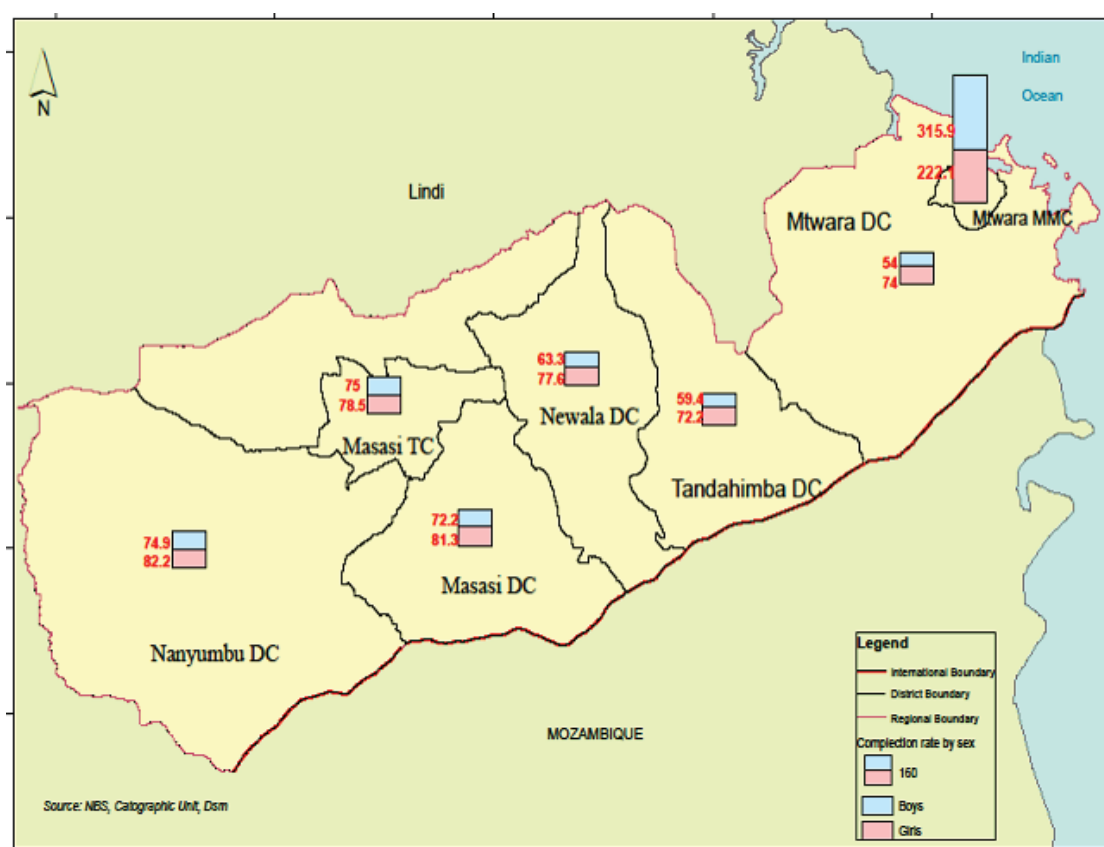 Indian
Ocean
N
315.9
222.1
Lindi
Mtwara DC
Mtwara MMC
54
74
63.3
77.6
Newala DC
75
78.5
Masasi TC
59.4
72.2
Tandahimba DC
72.2
81.3
Masasi DC
74.9
82.2
Nanyumbu DC
MOZAMBIQUE
Legend
International Boundary
District Boundary
Regional Boundary
Complection rate by sex
160
Boys
Girls
Source: NBS, Catographic Unit, Dsm